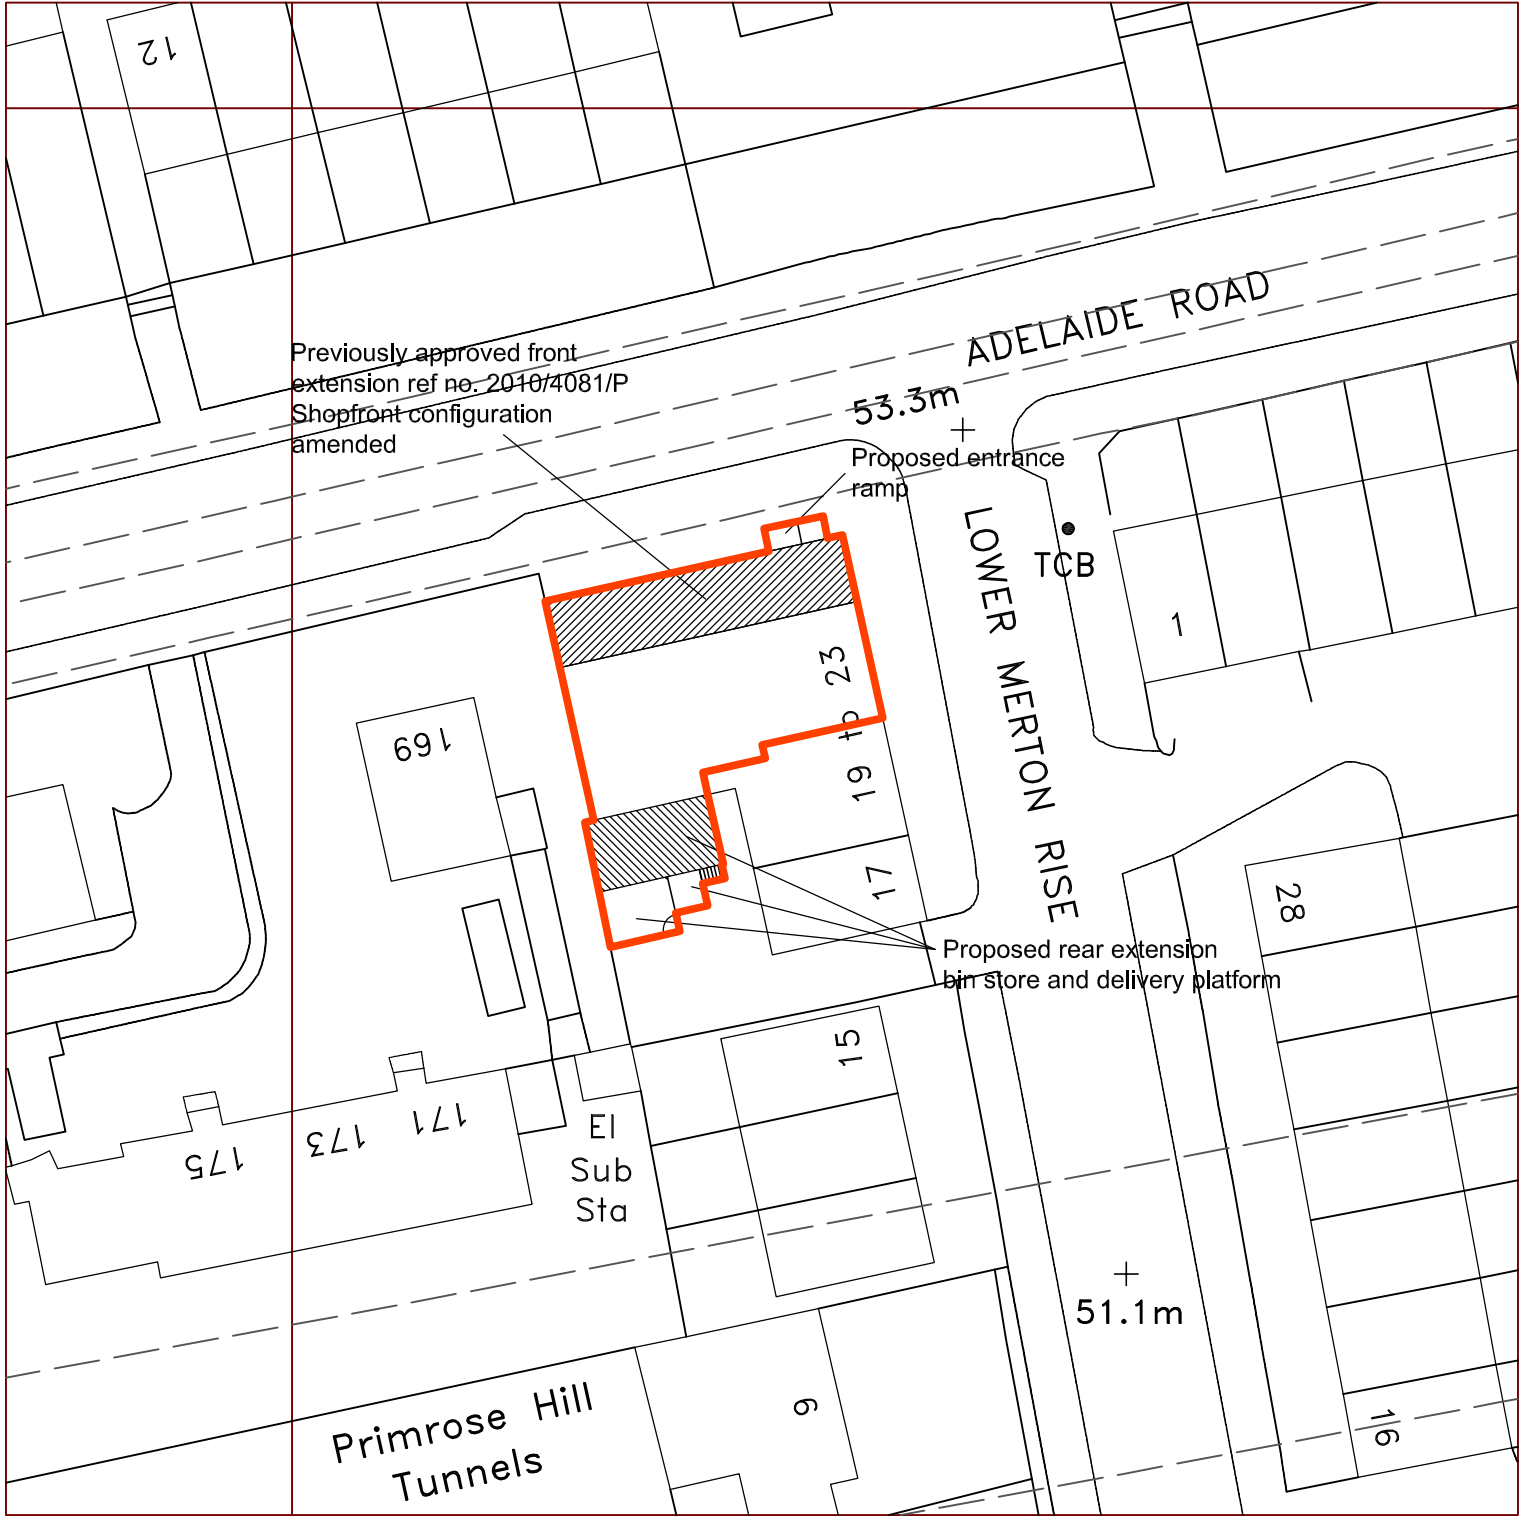 12
ADELAIDE ROAD
Previously approved front
extension ref no. 2010/4081/P
Shopfront configuration
amended
53.3m
Proposed entrance
ramp
LOWER MERTON RISE
TCB
1
19 to 23
169
17
28
Proposed rear extension
bin store and delivery platform
15
171
173
175
El
Sub
Sta
51.1m
Primrose Hill
Tunnels
6
16